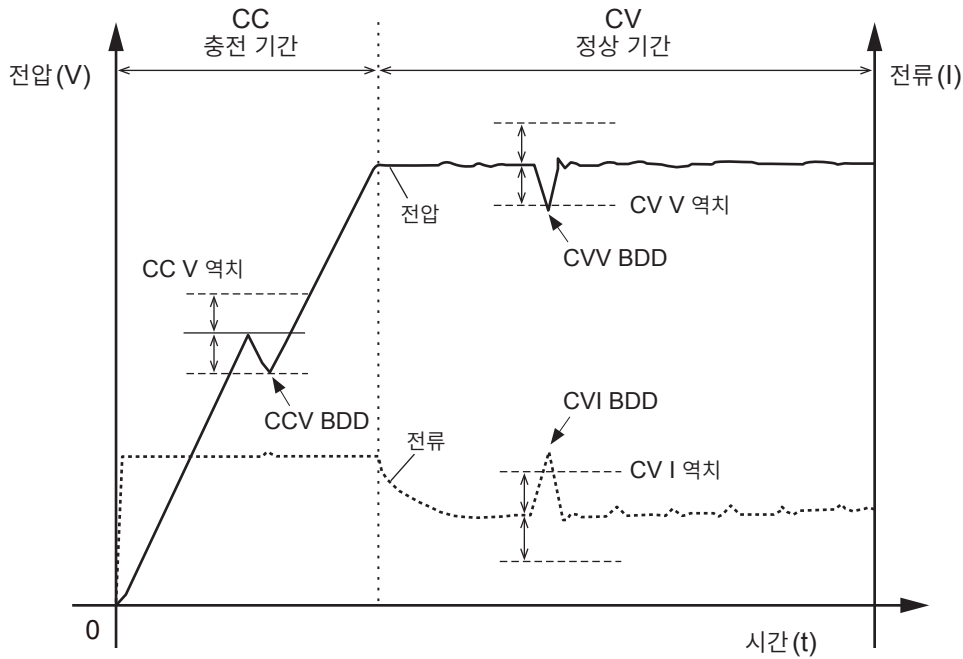 CC
충전 기간
CV
정상 기간
전압(V)
전류(I)
전압
CV V 역치
CVV BDD
CC V 역치
CCV BDD
CVI BDD
전류
CV I 역치
0
시간(t)